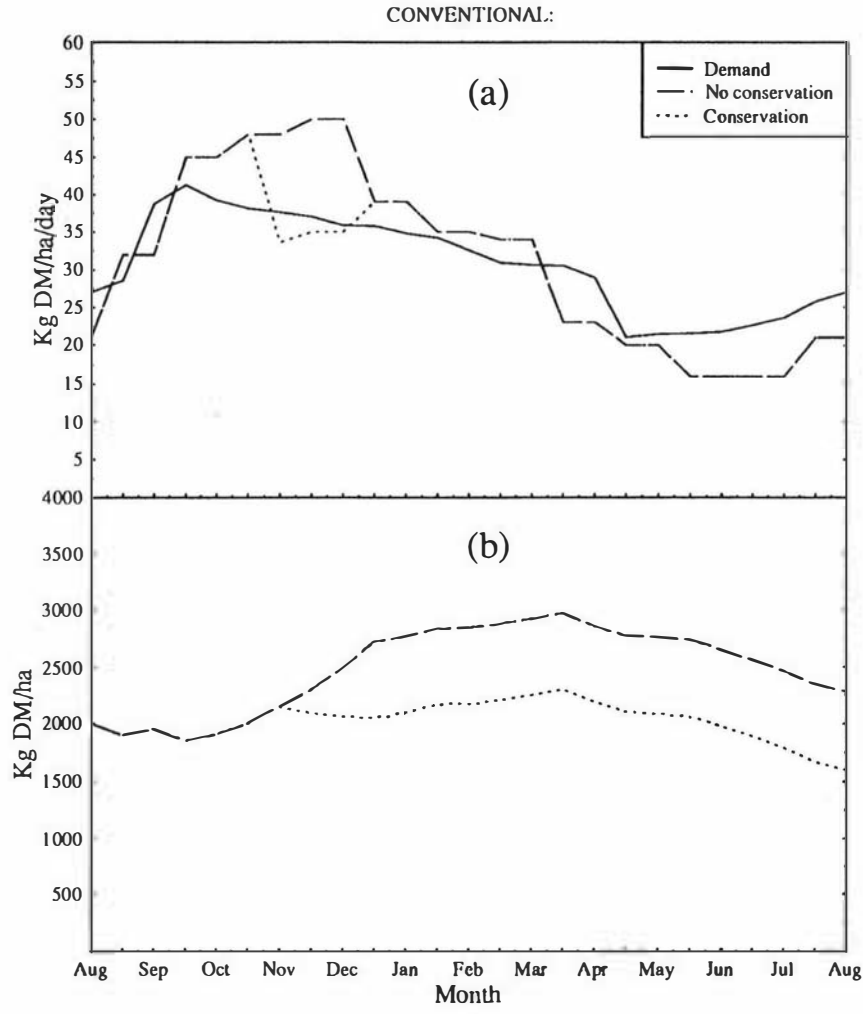 CONVENTIONAL:
(a)
Demand
No conservation
Conservation
60
55
50
45
40
35
30
25
20
15
10
5
Kg DM/ha/day
(b)
4000
3500
3000
2500
2000
1500
1000
500
Kg DM/ha
Aug Sep Oct Nov Dec Jan Feb Mar Apr May Jun Jul Aug
Month